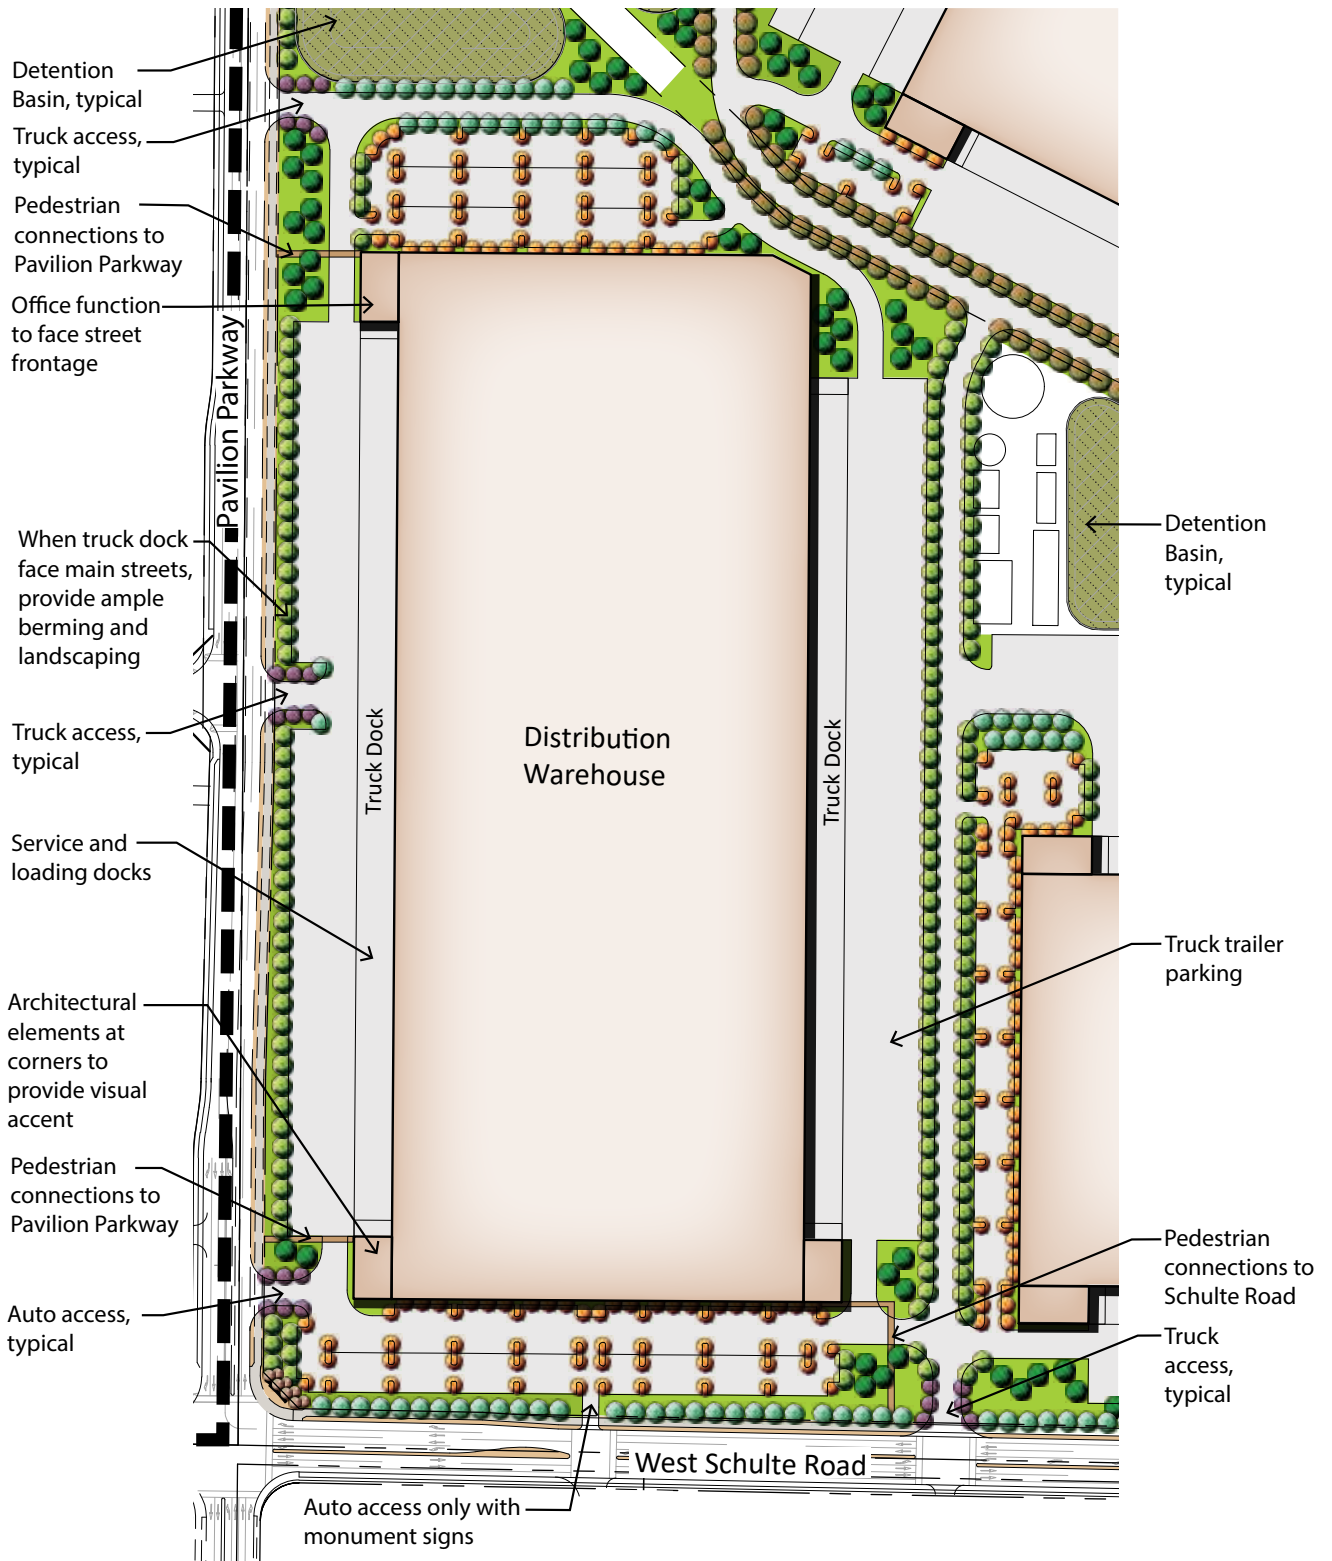 Detention
Basin, typical
Truck access,
typical
Pedestrian
connections to
Pavilion Parkway
Office function
to face street
frontage
Pavilion Parkway
When truck dock
face main streets,
provide ample
berming and
landscaping
Truck access,
typical
Service and
loading docks
Architectural
elements at
corners to
provide visual
accent
Pedestrian
connections to
Pavilion Parkway
Auto access,
typical
Truck Dock
Distribution
Warehouse
Truck Dock
Detention
Basin,
typical
Truck trailer
parking
Pedestrian
connections to
Schulte Road
Truck
access,
typical
West Schulte Road
Auto access only with
monument signs